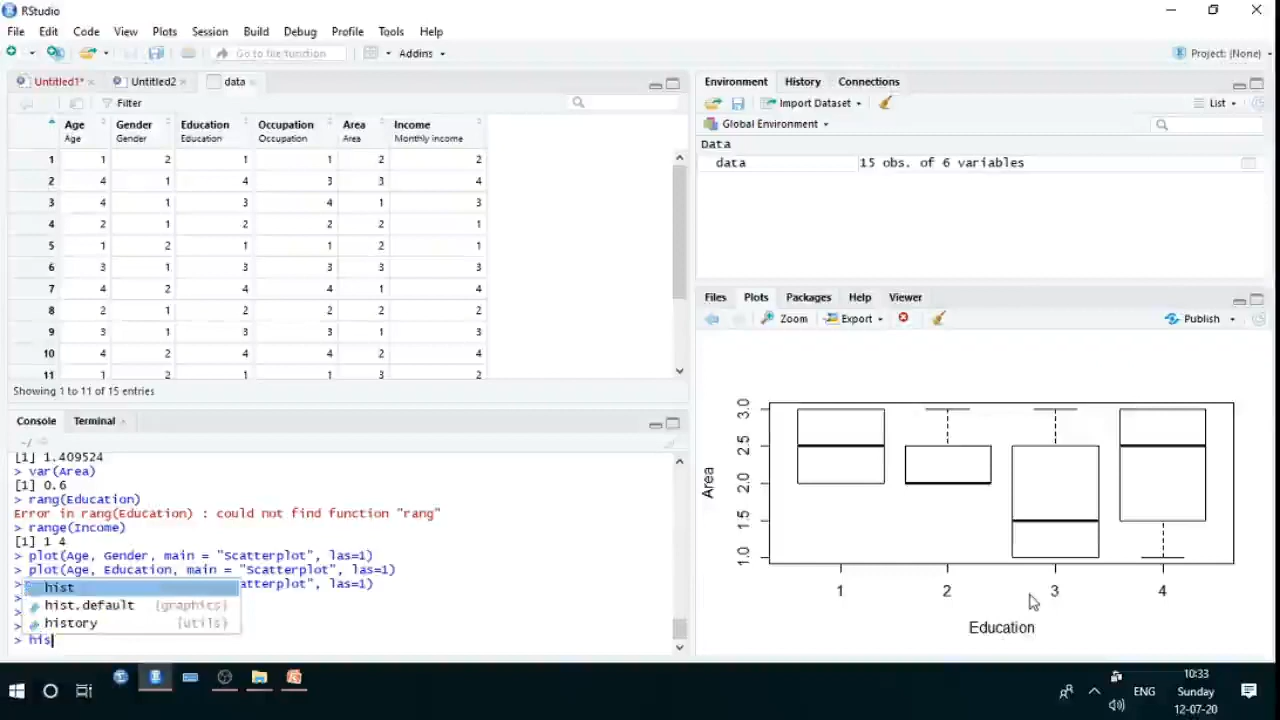 RStudio
File Edit Code View Plots Session Build Debug Profile Tools Help
Go to file/function Addins Project: (None)
Untitled1* Untitled2 data
Filter
Age Gender Education Occupation Area Income
Age Gender Education Occupation Area Monthly income
1 1 2 1 1 2 2
2 4 1 4 3 3 4
3 4 1 3 4 1 3
4 2 1 2 2 2 1
5 1 2 1 1 2 1
6 3 1 3 3 3 3
7 4 2 4 4 1 4
8 2 1 2 2 2 2
9 3 1 3 3 1 3
10 4 2 4 4 2 4
11 1 2 1 1 3 2
Showing 1 to 11 of 15 entries
Console Terminal
~/
[1] 1.409524
> var(Area)
[1] 0.6
> rang(Education)
Error in rang(Education) : could not find function "rang"
> range(Income)
[1] 1 4
> plot(Age, Gender, main = "Scatterplot", las=1)
> plot(Age, Education, main = "Scatterplot", las=1)
> atterplot", las=1)
hist
hist.default {graphics}
history {utils}
> his
Environment History Connections
Import Dataset List
Global Environment
Data
data 15 obs. of 6 variables
Files Plots Packages Help Viewer
Zoom Export Publish
3.0
2.5
2.0
1.5
1.0
Area
1 2 3 4
Education
ENG
10:33
Sunday
12-07-20